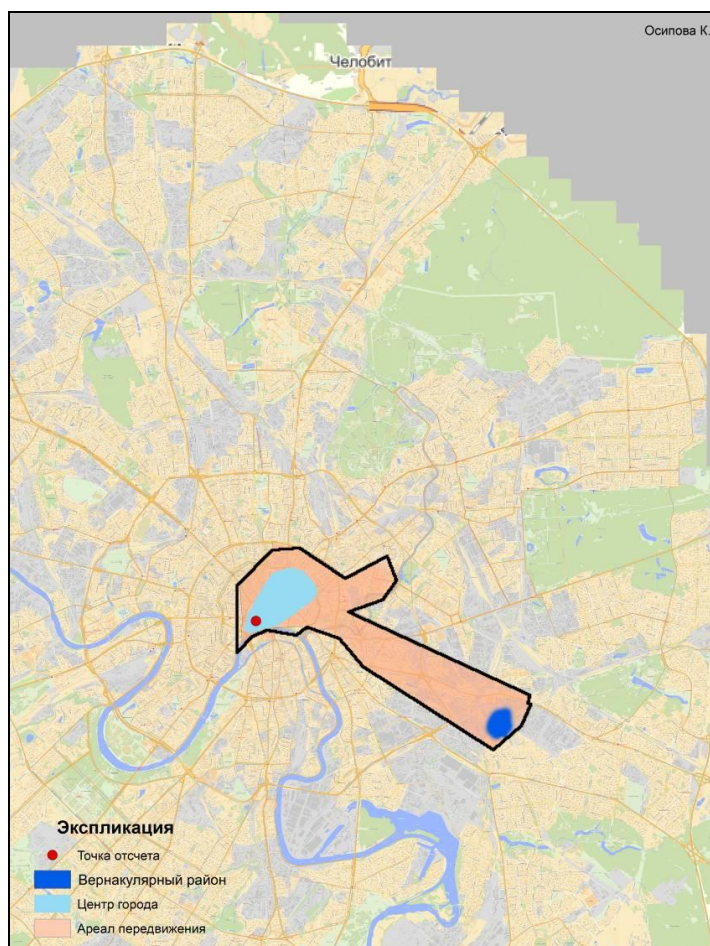 Осипова К.
Челобит
Экспликация
Точка отсчета
Вернакулярный район
Центр города
Ареал передвижения